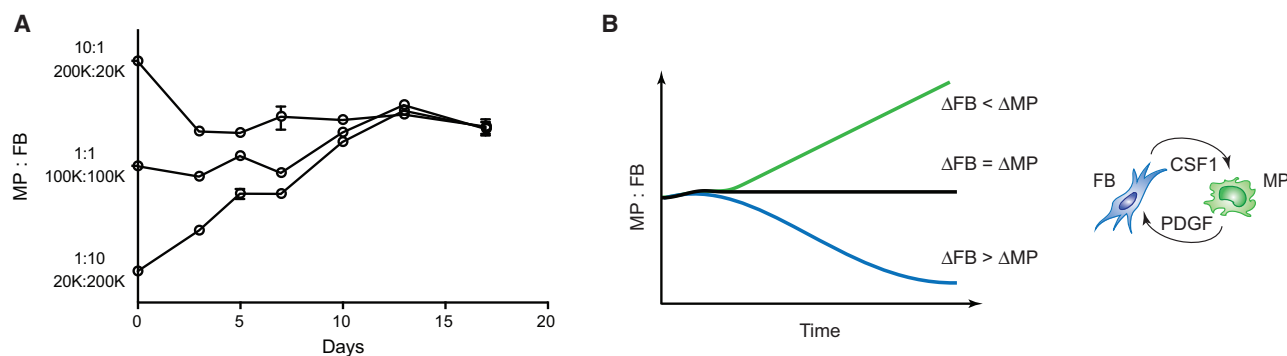 A
MP : FB
10:1
200K:20K
1:1
100K:100K
1:10
20K:200K
0
5
10
15
20
Days
B
MP : FB
Time
ΔFB < ΔMP
ΔFB = ΔMP
ΔFB > ΔMP
FB
CSF1
MP
PDGF